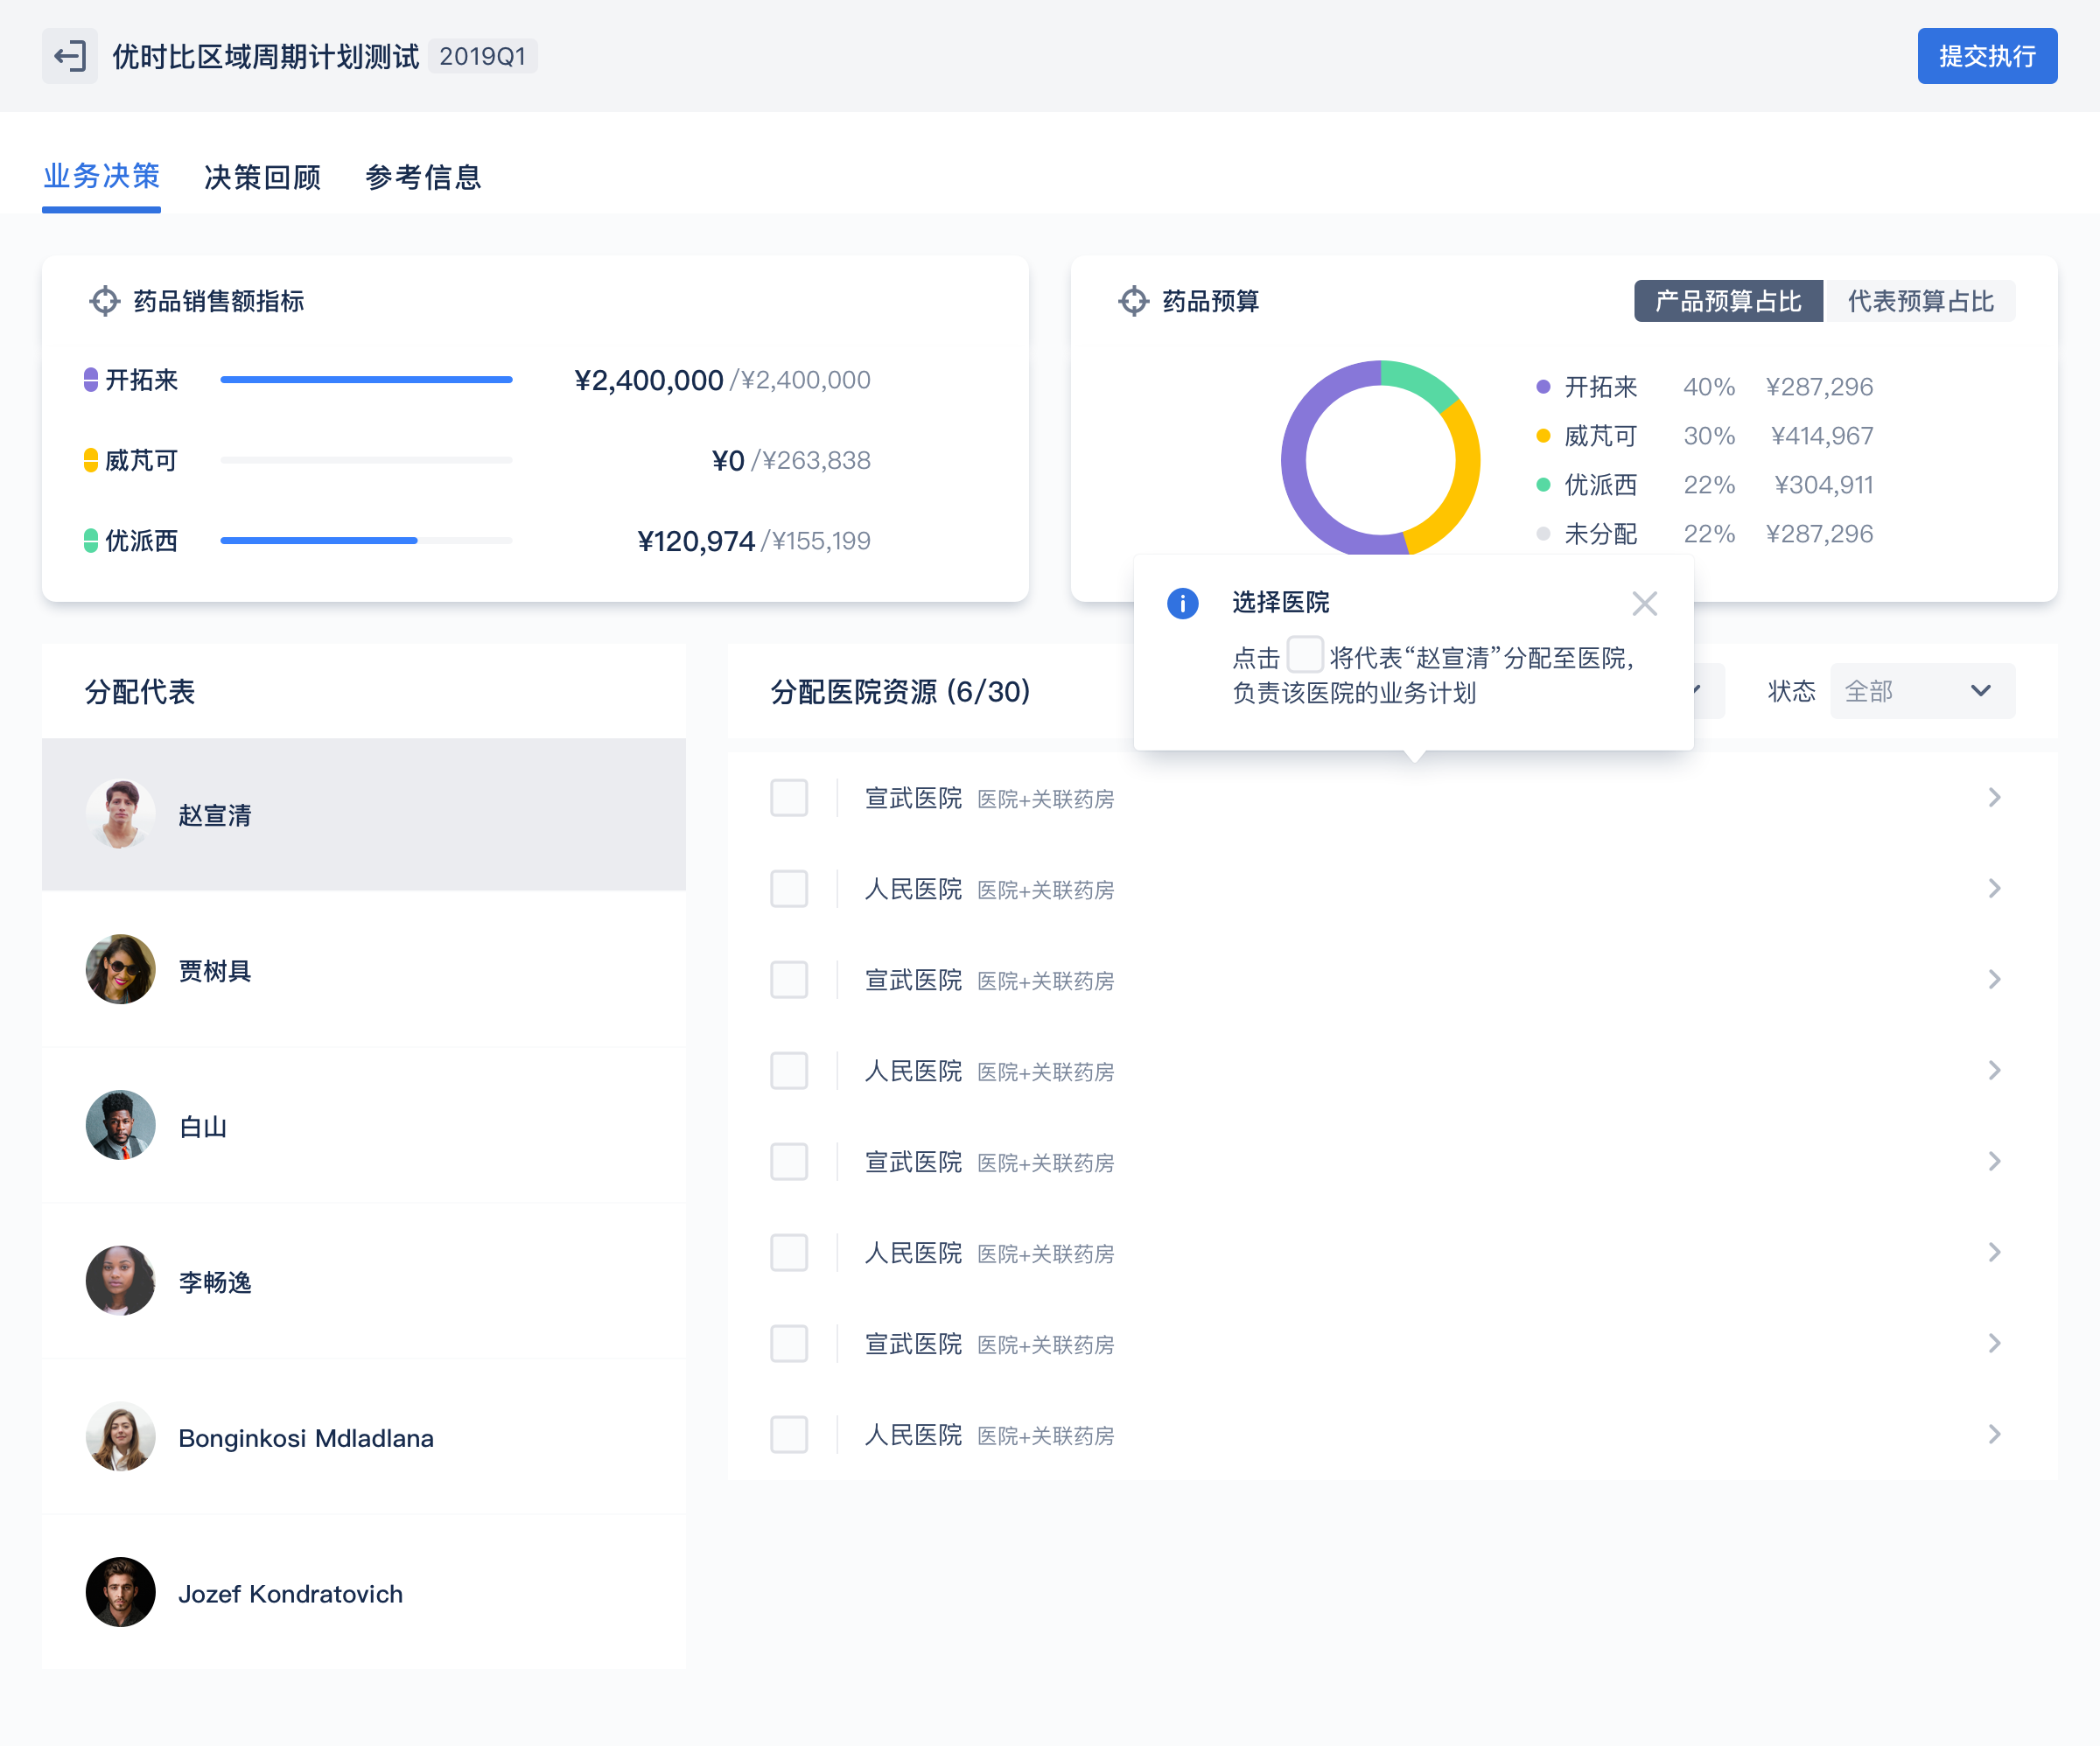 优时比区域周期计划测试 2019Q1
提交执行
业务决策 决策回顾 参考信息
药品销售额指标
开拓来 ¥2,400,000/¥2,400,000
威芃可 ¥0/¥263,838
优派西 ¥120,974/¥155,199
药品预算 产品预算占比 代表预算占比
开拓来 40% ¥287,296
威芃可 30% ¥414,967
优派西 22% ¥304,911
未分配 22% ¥287,296
选择医院
点击 将代表“赵宣清”分配至医院,
负责该医院的业务计划
分配代表
赵宣清
贾树具
白山
李畅逸
Bonginkosi Mdladlana
Jozef Kondratovich
分配医院资源 (6/30) 状态 全部
宣武医院 医院+关联药房
人民医院 医院+关联药房
宣武医院 医院+关联药房
人民医院 医院+关联药房
宣武医院 医院+关联药房
人民医院 医院+关联药房
宣武医院 医院+关联药房
人民医院 医院+关联药房